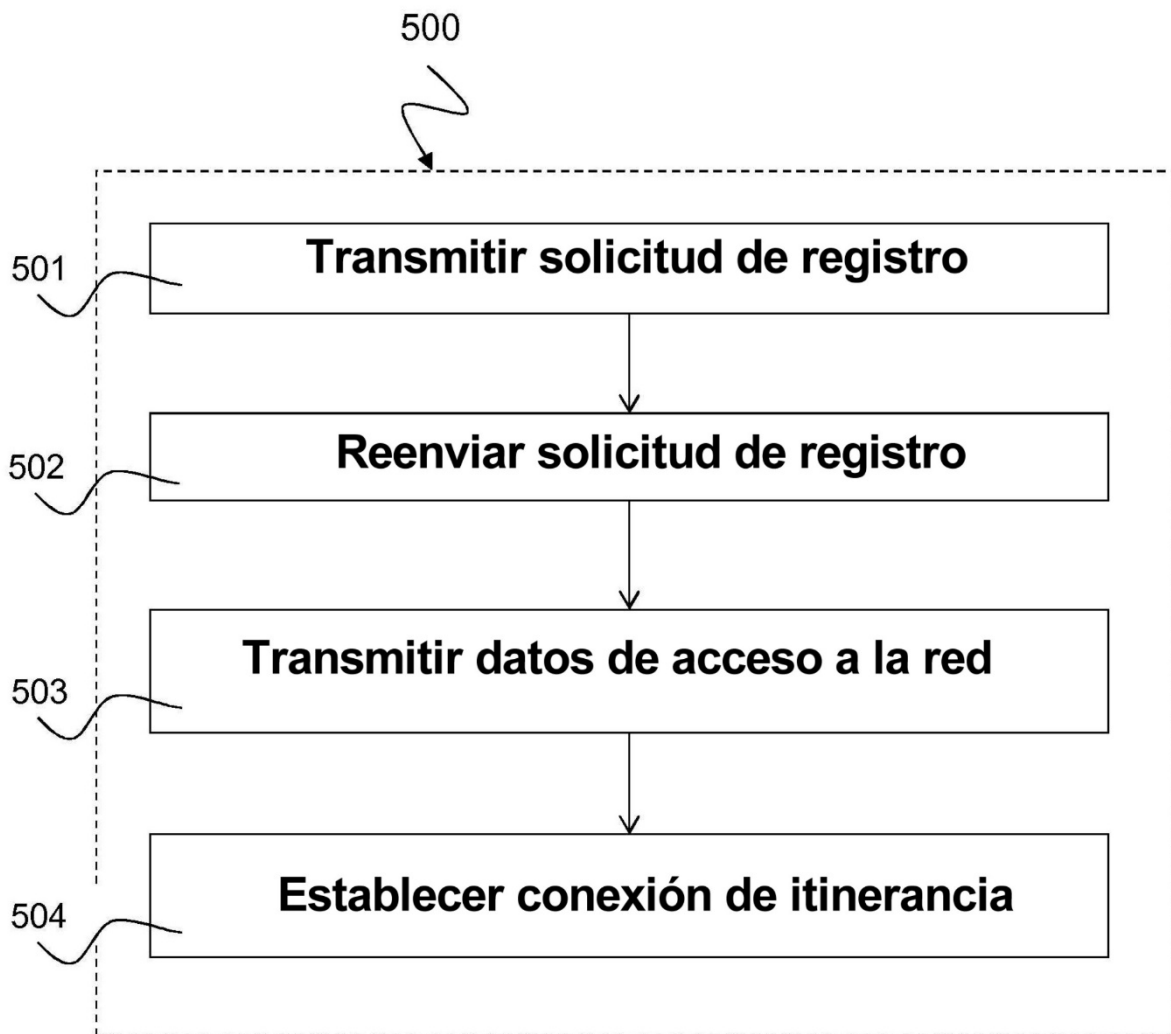 500
501
Transmitir solicitud de registro
502
Reenviar solicitud de registro
503
Transmitir datos de acceso a la red
504
Establecer conexión de itinerancia